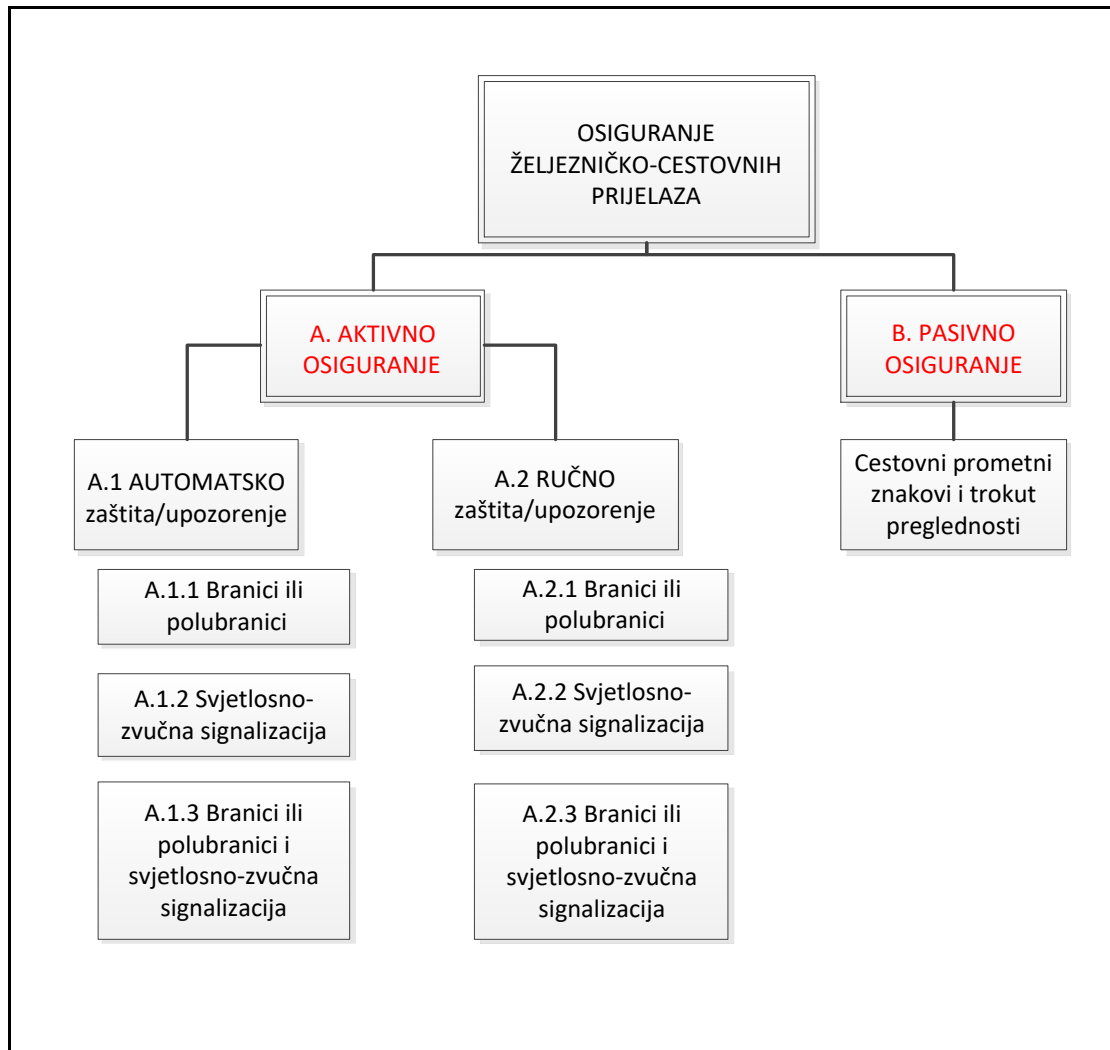 OSIGURANJE
ŽELJEZNIČKO-CESTOVNIH
PRIJELAZA
A. AKTIVNO
OSIGURANJE
B. PASIVNO
OSIGURANJE
A.1 AUTOMATSKO
zaštita/upozorenje
A.2 RUČNO
zaštita/upozorenje
Cestovni prometni
znakovi i trokut
preglednosti
A.1.1 Branici ili
polubranici
A.2.1 Branici ili
polubranici
A.1.2 Svjetlosno-
zvučna signalizacija
A.2.2 Svjetlosno-
zvučna signalizacija
A.1.3 Branici ili
polubranici i
svjetlosno-zvučna
signalizacija
A.2.3 Branici ili
polubranici i
svjetlosno-zvučna
signalizacija